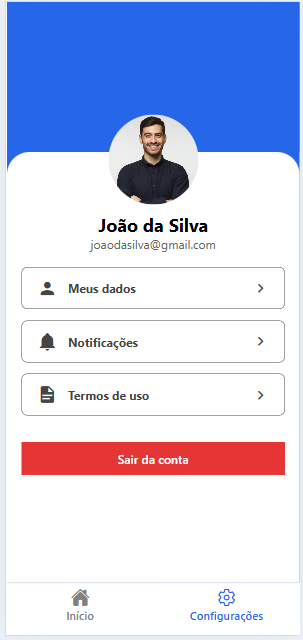 João da Silva
joaodasilva@gmail.com
Meus dados
Notificações
Termos de uso
Sair da conta
Início
Configurações